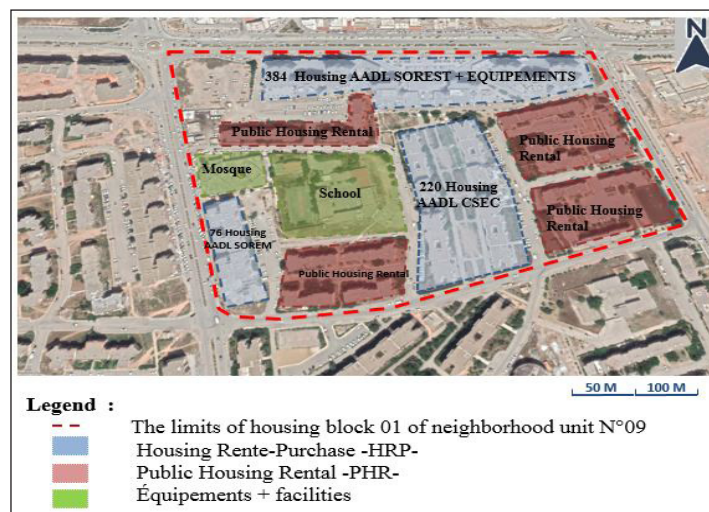 N
384 Housing AADL SOREST + EQUIPEMENTS
Public Housing Rental
Public Housing
Rental
Mosque
School
220 Housing
AADL CSEC
Public Housing
Rental
76 Housing
AADL SOREM
Public Housing Rental
50 M 100 M
Legend :
The limits of housing block 01 of neighborhood unit N°09
Housing Rente-Purchase -HRP-
Public Housing Rental -PHR-
Équipements + facilities